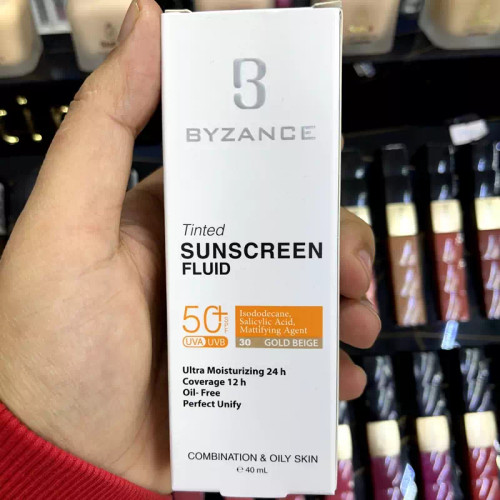 BYZANCE
Tinted
SUNSCREEN
FLUID
50+
SPF
UVA UVB
Isododecane,
Salicylic Acid,
Mattifying Agent
30 GOLD BEIGE
Ultra Moisturizing 24 h
Coverage 12 h
Oil- Free
Perfect Unify
COMBINATION & OILY SKIN
℮ 40 mL